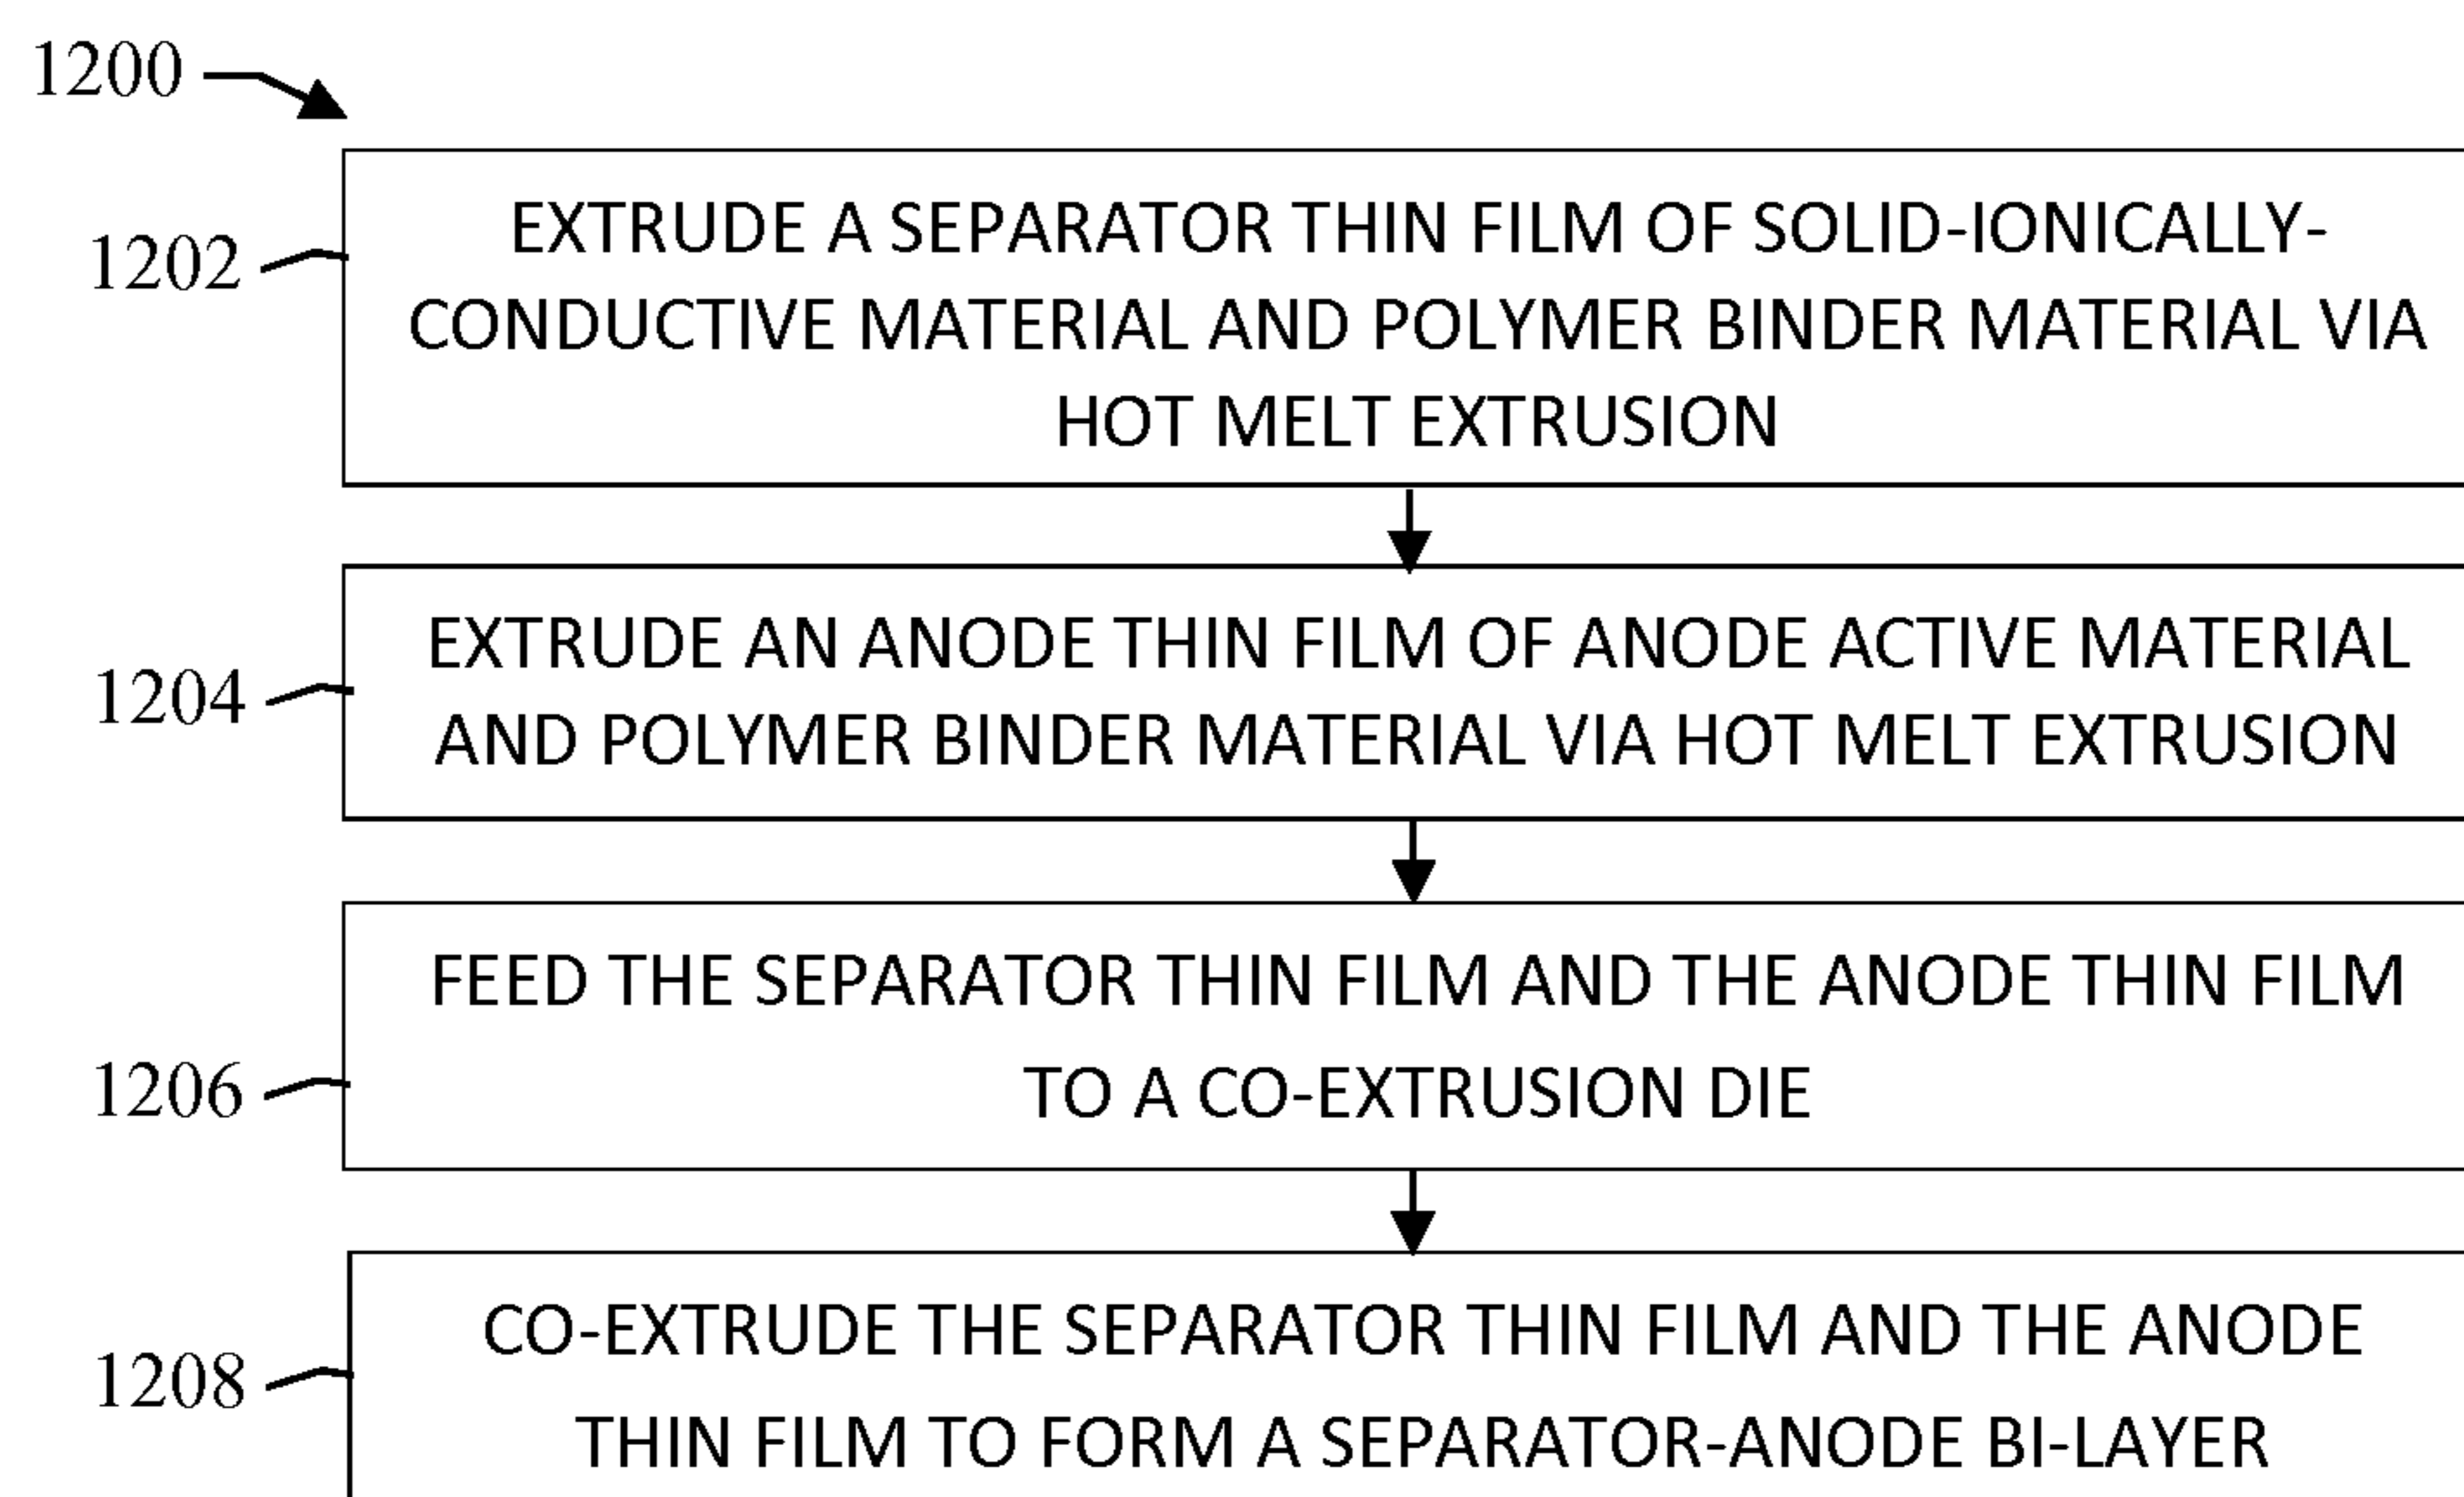 1200
1202
EXTRUDE A SEPARATOR THIN FILM OF SOLID-IONICALLY-
CONDUCTIVE MATERIAL AND POLYMER BINDER MATERIAL VIA
HOT MELT EXTRUSION
1204
EXTRUDE AN ANODE THIN FILM OF ANODE ACTIVE MATERIAL
AND POLYMER BINDER MATERIAL VIA HOT MELT EXTRUSION
1206
FEED THE SEPARATOR THIN FILM AND THE ANODE THIN FILM
TO A CO-EXTRUSION DIE
1208
CO-EXTRUDE THE SEPARATOR THIN FILM AND THE ANODE
THIN FILM TO FORM A SEPARATOR-ANODE BI-LAYER